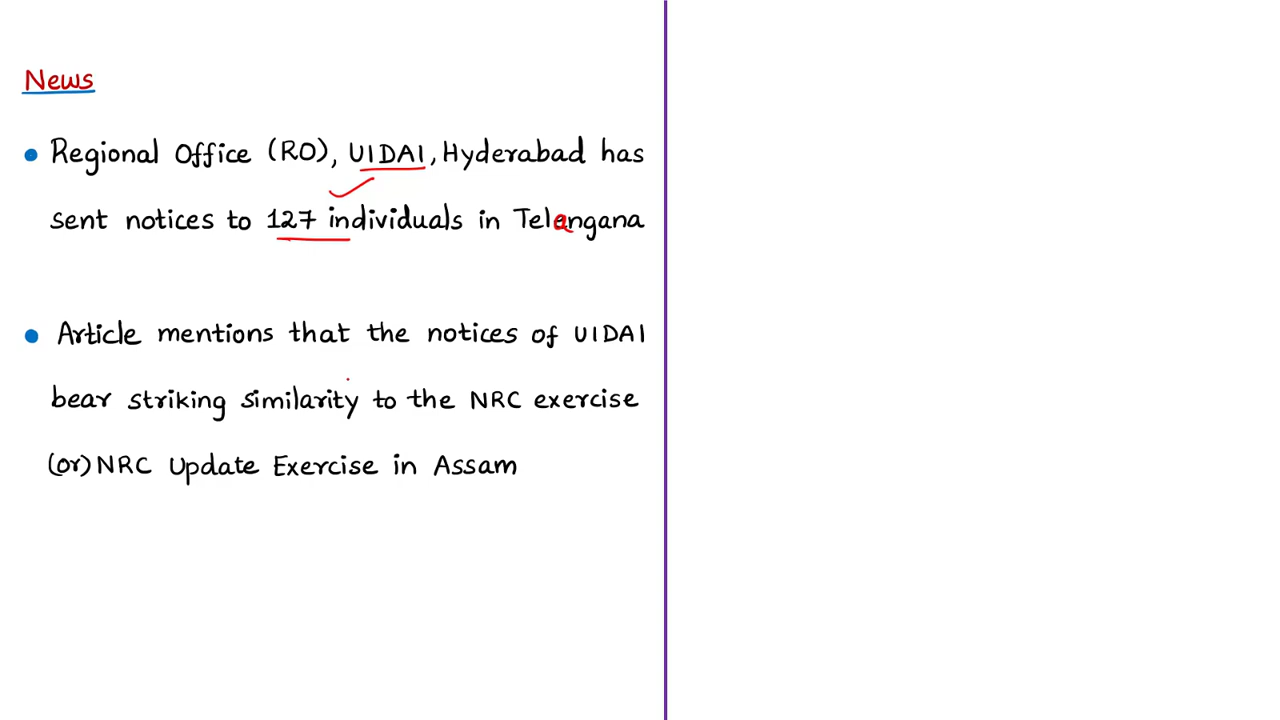 News
• Regional Office (RO), UIDAI, Hyderabad has
sent notices to 127 individuals in Telangana
• Article mentions that the notices of UIDAI
bear striking similarity to the NRC exercise
(or) NRC Update Exercise in Assam